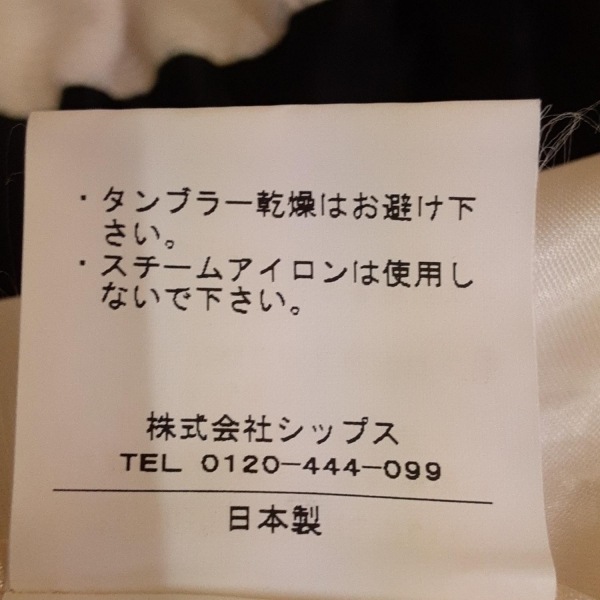 ・タンブラー乾燥はお避け下
さい。
・スチームアイロンは使用し
ないで下さい。
株式会社シップス
TEL 0120-444-099
日本製